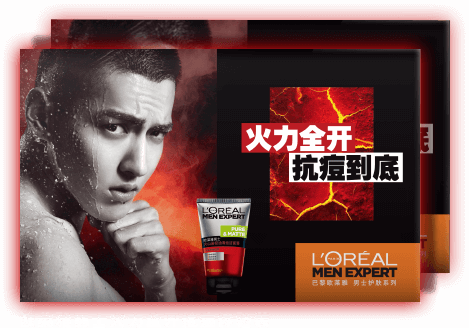 火力全开
抗痘到底
L'ORÉAL
MEN EXPERT
PURE
& MATTE
L'ORÉAL
PARIS
MEN EXPERT
巴黎欧莱雅 男士护肤系列